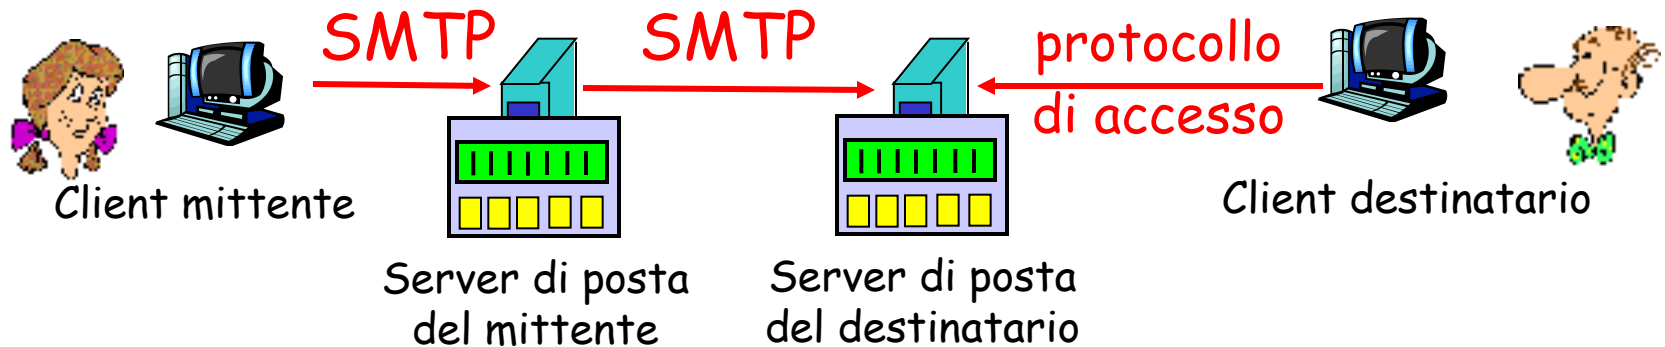 SMTP
SMTP
protocollo
di accesso
Client mittente
Client destinatario
Server di posta
del mittente
Server di posta
del destinatario